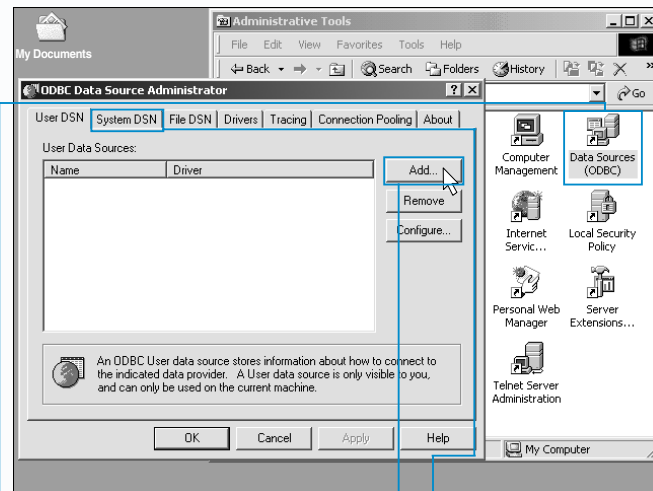 My Documents
Administrative Tools
File Edit View Favorites Tools Help
Back Search Folders History
Go
ODBC Data Source Administrator
User DSN System DSN File DSN Drivers Tracing Connection Pooling About
User Data Sources:
Name Driver
Add...
Remove
Configure...
An ODBC User data source stores information about how to connect to
the indicated data provider. A User data source is only visible to you,
and can only be used on the current machine.
OK Cancel Apply Help
Computer
Management
Data Sources
(ODBC)
Internet
Servic...
Local Security
Policy
Personal Web
Manager
Server
Extensions...
Telnet Server
Administration
My Computer